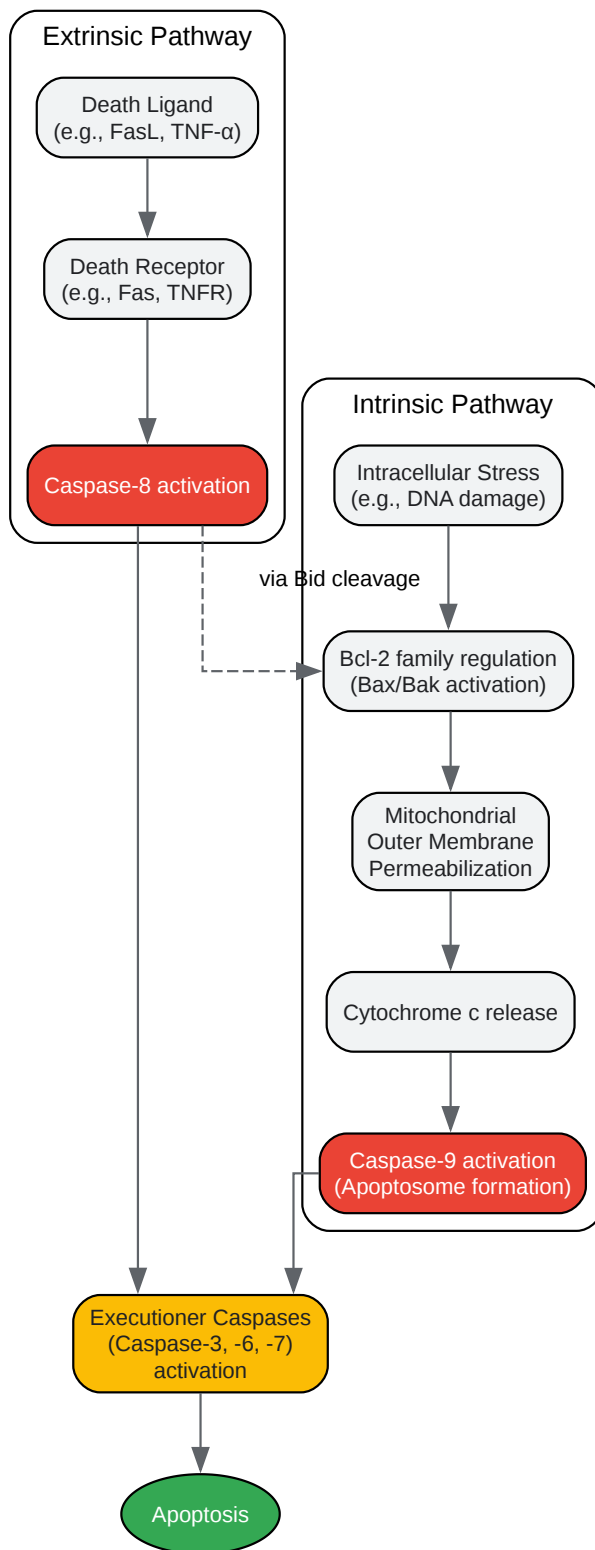 Extrinsic Pathway
Death Ligand
(e.g., FasL, TNF-α)
Death Receptor
(e.g., Fas, TNFR)
Caspase-8 activation
Intrinsic Pathway
Intracellular Stress
(e.g., DNA damage)
via Bid cleavage
Bcl-2 family regulation
(Bax/Bak activation)
Mitochondrial
Outer Membrane
Permeabilization
Cytochrome c release
Caspase-9 activation
(Apoptosome formation)
Executioner Caspases
(Caspase-3, -6, -7)
activation
Apoptosis